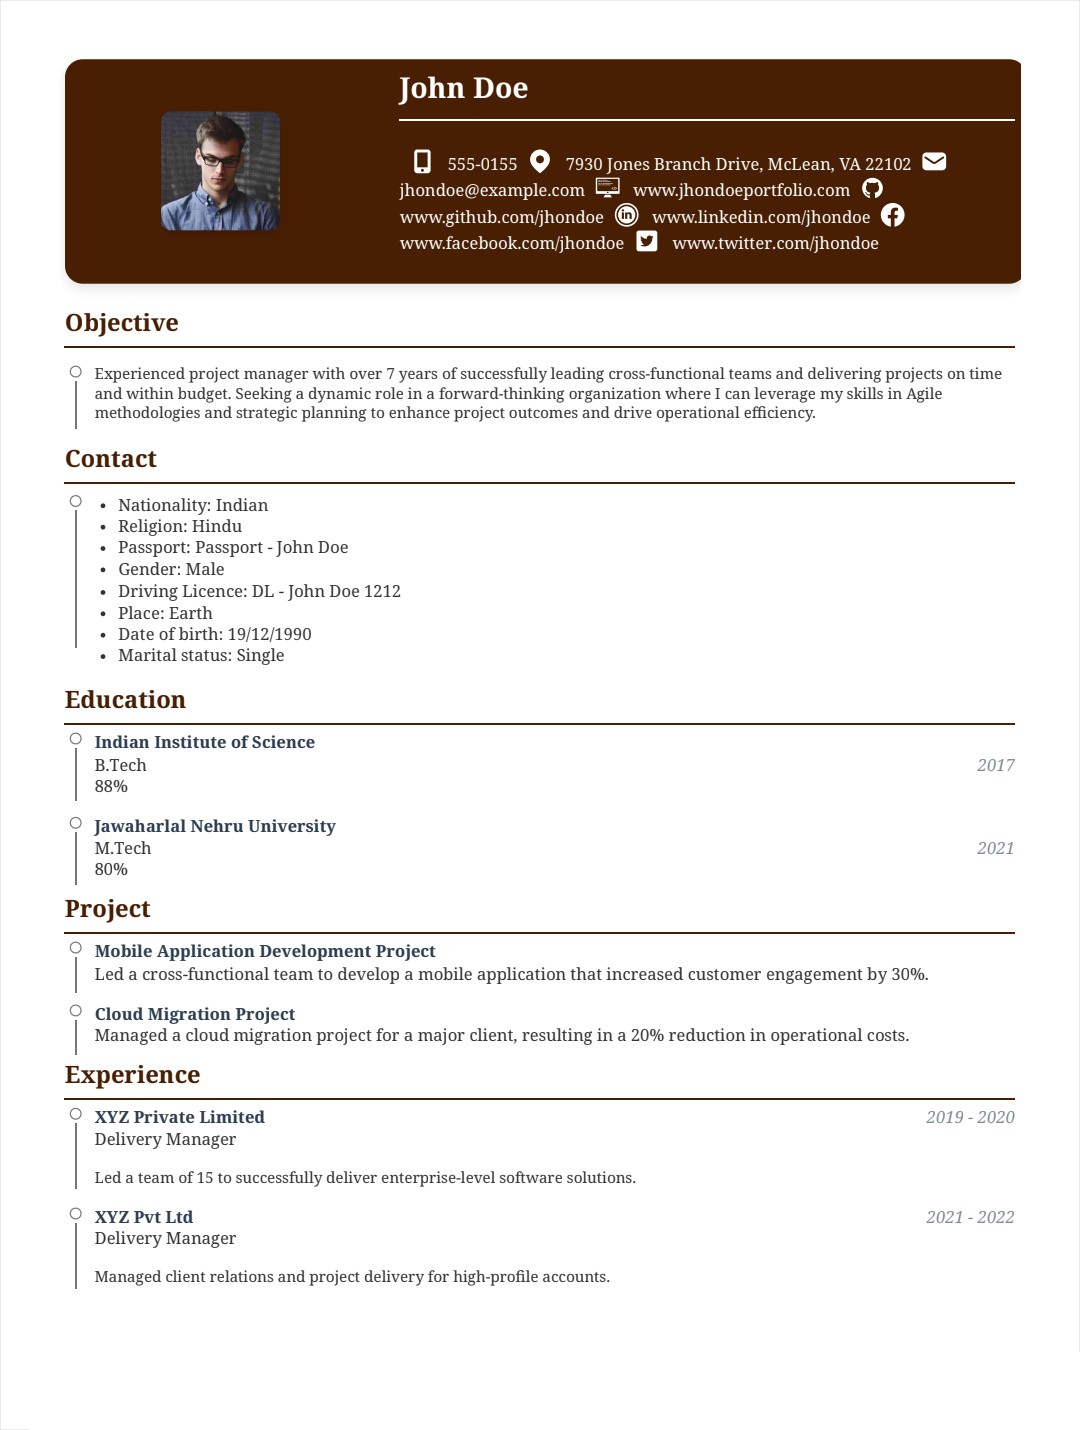 John Doe
555-0155 7930 Jones Branch Drive, McLean, VA 22102
jhondoe@example.com www.jhondoeportfolio.com
www.github.com/jhondoe www.linkedin.com/jhondoe
www.facebook.com/jhondoe www.twitter.com/jhondoe
Objective
Experienced project manager with over 7 years of successfully leading cross-functional teams and delivering projects on time
and within budget. Seeking a dynamic role in a forward-thinking organization where I can leverage my skills in Agile
methodologies and strategic planning to enhance project outcomes and drive operational efficiency.
Contact
• Nationality: Indian
• Religion: Hindu
• Passport: Passport - John Doe
• Gender: Male
• Driving Licence: DL - John Doe 1212
• Place: Earth
• Date of birth: 19/12/1990
• Marital status: Single
Education
Indian Institute of Science
B.Tech 2017
88%
Jawaharlal Nehru University
M.Tech 2021
80%
Project
Mobile Application Development Project
Led a cross-functional team to develop a mobile application that increased customer engagement by 30%.
Cloud Migration Project
Managed a cloud migration project for a major client, resulting in a 20% reduction in operational costs.
Experience
XYZ Private Limited 2019 - 2020
Delivery Manager
Led a team of 15 to successfully deliver enterprise-level software solutions.
XYZ Pvt Ltd 2021 - 2022
Delivery Manager
Managed client relations and project delivery for high-profile accounts.